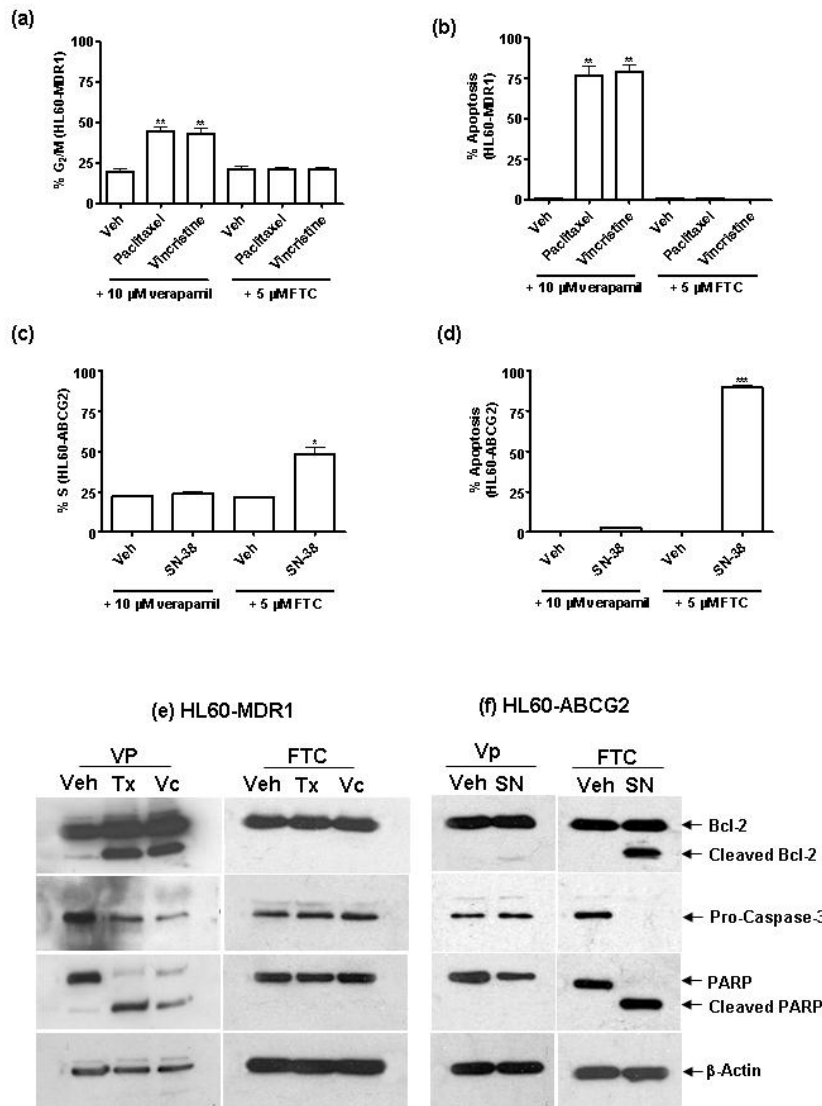 (a)
% G2/M (HL60-MDR1)
100
75
50
25
0
** **
Veh Paclitaxel Vincristine Veh Paclitaxel Vincristine
+ 10 µM verapamil + 5 µM FTC
(b)
% Apoptosis
(HL60-MDR1)
100
75
50
25
0
** **
Veh Paclitaxel Vincristine Veh Paclitaxel Vincristine
+ 10 µM verapamil + 5 µM FTC
(c)
% S (HL60-ABCG2)
100
75
50
25
0
*
Veh SN-38 Veh SN-38
+ 10 µM verapamil + 5 µM FTC
(d)
% Apoptosis
(HL60-ABCG2)
100
75
50
25
0
***
Veh SN-38 Veh SN-38
+ 10 µM verapamil + 5 µM FTC
(e) HL60-MDR1
VP FTC
Veh Tx Vc Veh Tx Vc
(f) HL60-ABCG2
Vp FTC
Veh SN Veh SN
Bcl-2
Cleaved Bcl-2
Pro-Caspase-3
PARP
Cleaved PARP
β-Actin